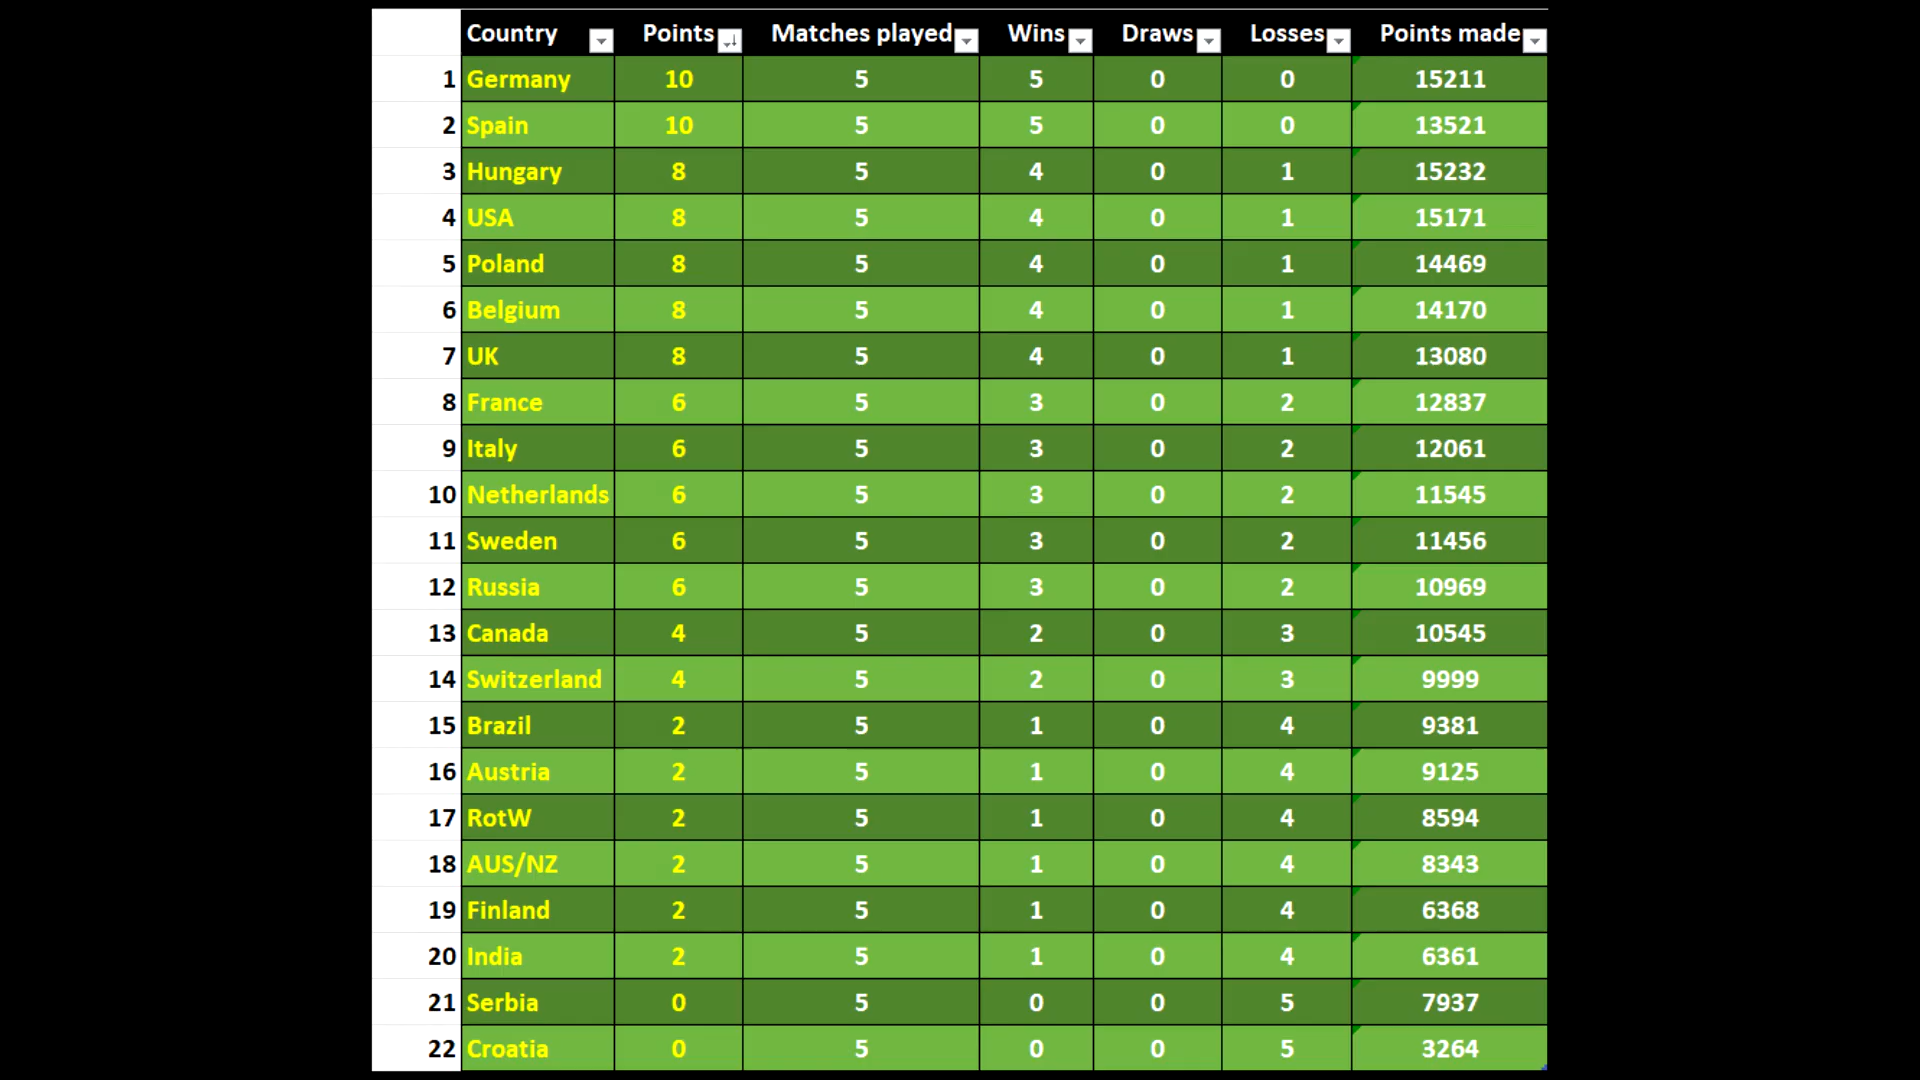 Country Points Matches played Wins Draws Losses Points made
1 Germany 10 5 5 0 0 15211
2 Spain 10 5 5 0 0 13521
3 Hungary 8 5 4 0 1 15232
4 USA 8 5 4 0 1 15171
5 Poland 8 5 4 0 1 14469
6 Belgium 8 5 4 0 1 14170
7 UK 8 5 4 0 1 13080
8 France 6 5 3 0 2 12837
9 Italy 6 5 3 0 2 12061
10 Netherlands 6 5 3 0 2 11545
11 Sweden 6 5 3 0 2 11456
12 Russia 6 5 3 0 2 10969
13 Canada 4 5 2 0 3 10545
14 Switzerland 4 5 2 0 3 9999
15 Brazil 2 5 1 0 4 9381
16 Austria 2 5 1 0 4 9125
17 RotW 2 5 1 0 4 8594
18 AUS/NZ 2 5 1 0 4 8343
19 Finland 2 5 1 0 4 6368
20 India 2 5 1 0 4 6361
21 Serbia 0 5 0 0 5 7937
22 Croatia 0 5 0 0 5 3264